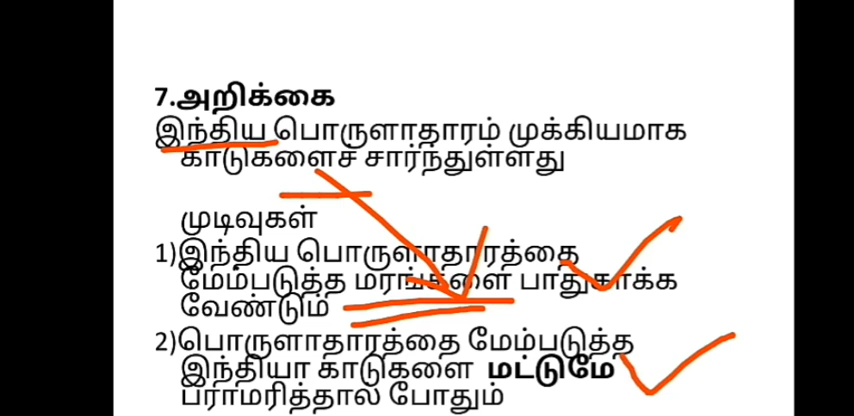 7.அறிக்கை
இந்திய பொருளாதாரம் முக்கியமாக
காடுகளைச் சார்ந்துள்ளது
முடிவுகள்
1)இந்திய பொருளாதாரத்தை
மேம்படுத்த மரங்களை பாதுகாக்க
வேண்டும்
2)பொருளாதாரத்தை மேம்படுத்த
இந்தியா காடுகளை மட்டுமே
பராமரித்தால் போதும்